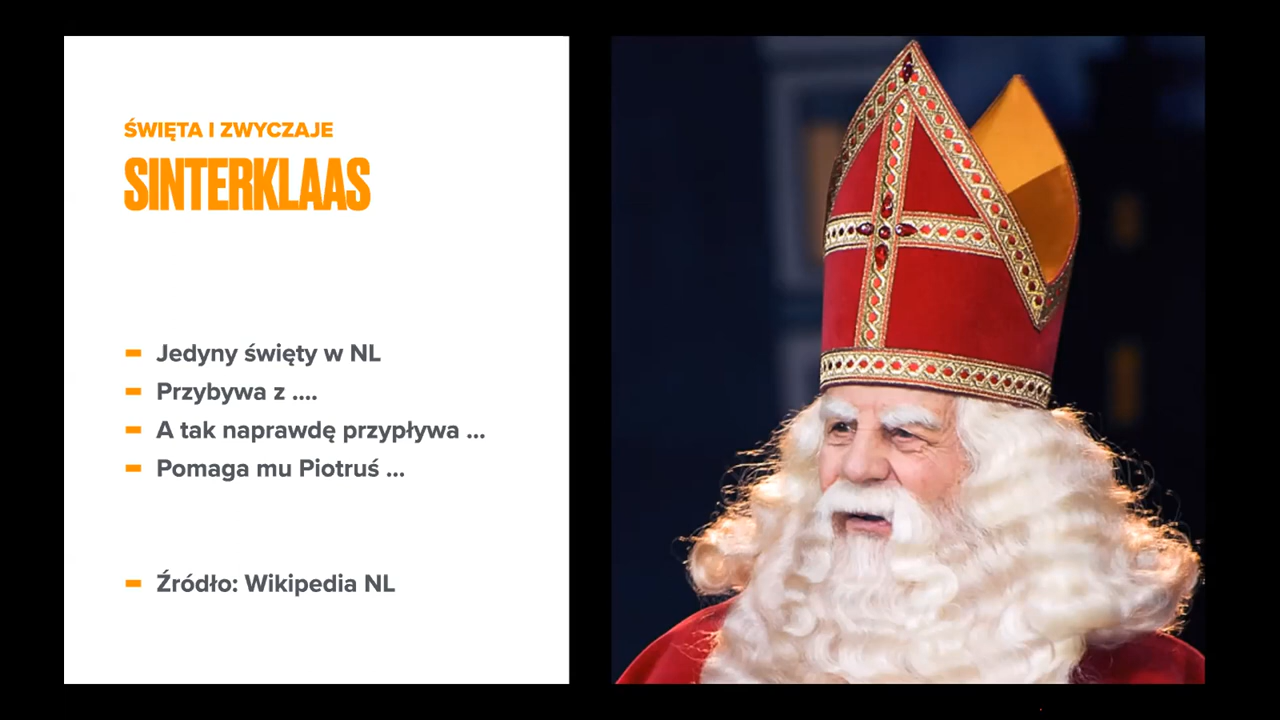 ŚWIĘTA I ZWYCZAJE
SINTERKLAAS
Jedyny święty w NL
Przybywa z ....
A tak naprawdę przypływa ...
Pomaga mu Piotruś ...
Źródło: Wikipedia NL